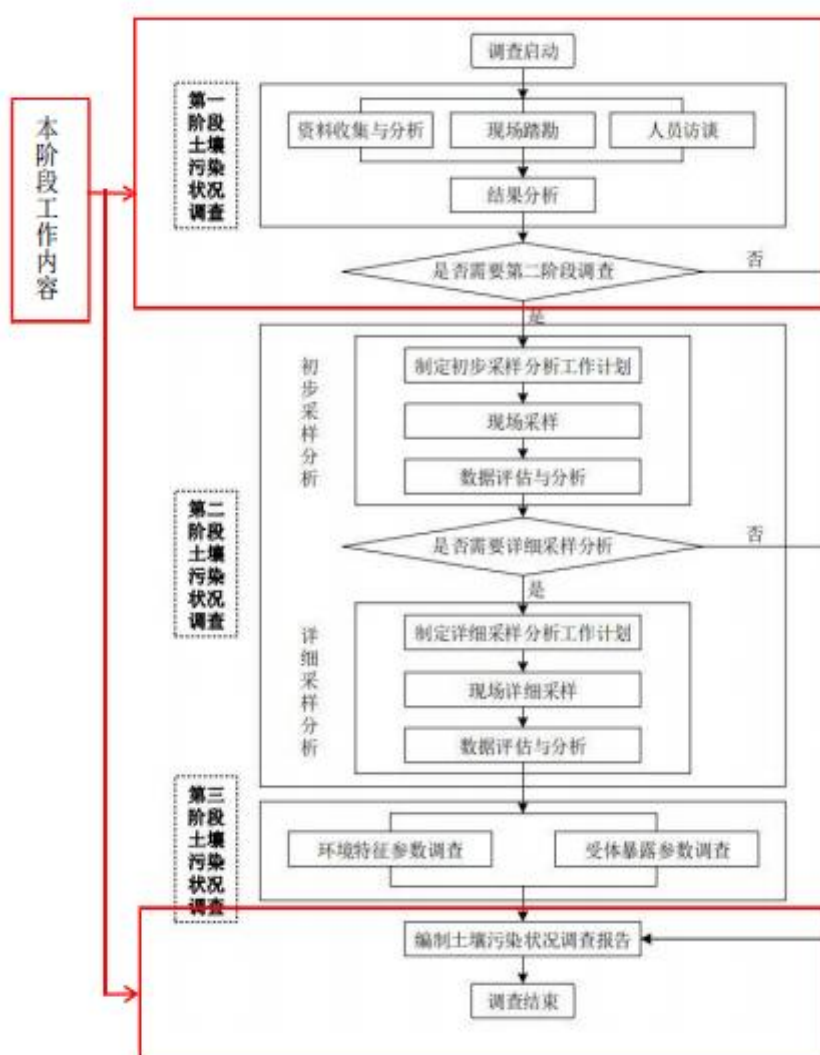 调查启动
第一
阶段
土壤
污染
状况
调查
资料收集与分析
现场踏勘
人员访谈
本阶段工作内容
结果分析
是否需要第二阶段调查
否
是
初步采样分析
制定初步采样分析工作计划
现场采样
数据评估与分析
第二
阶段
土壤
污染
状况
调查
是否需要详细采样分析
否
是
详细采样分析
制定详细采样分析工作计划
现场详细采样
数据评估与分析
第三
阶段
土壤
污染
状况
调查
环境特征参数调查
受体暴露参数调查
编制土壤污染状况调查报告
调查结束